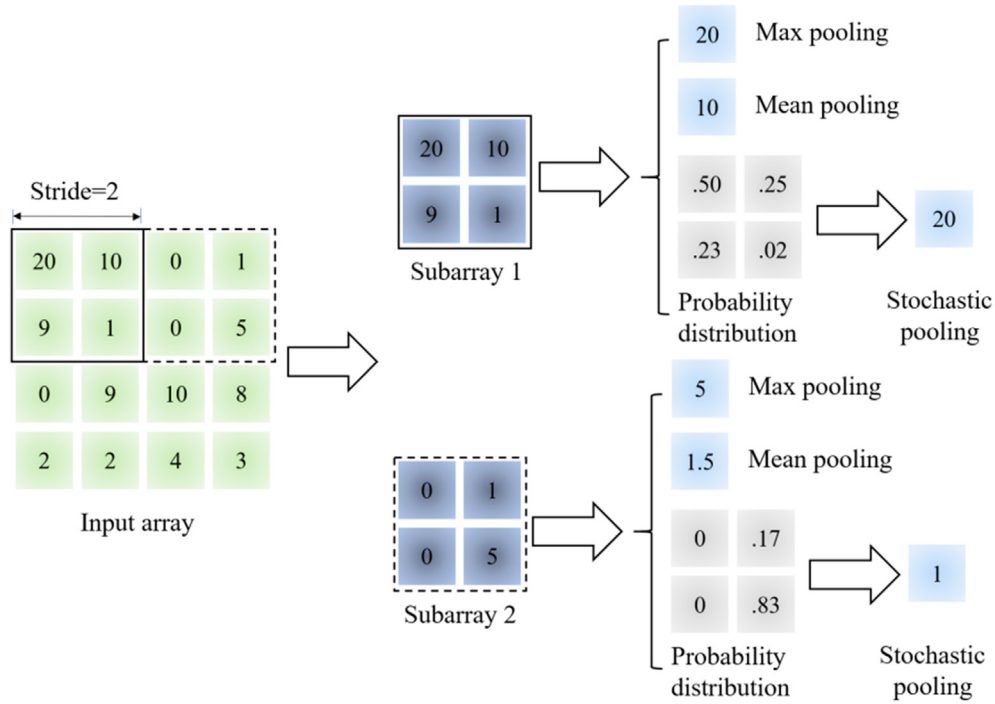 Stride=2
20 10 0 1
9 1 0 5
0 9 10 8
2 2 4 3
Input array
20 10
9 1
Subarray 1
20 Max pooling
10 Mean pooling
.50 .25
.23 .02
Probability
distribution
20
Stochastic
pooling
0 1
0 5
Subarray 2
5 Max pooling
1.5 Mean pooling
0 .17
0 .83
Probability
distribution
1
Stochastic
pooling